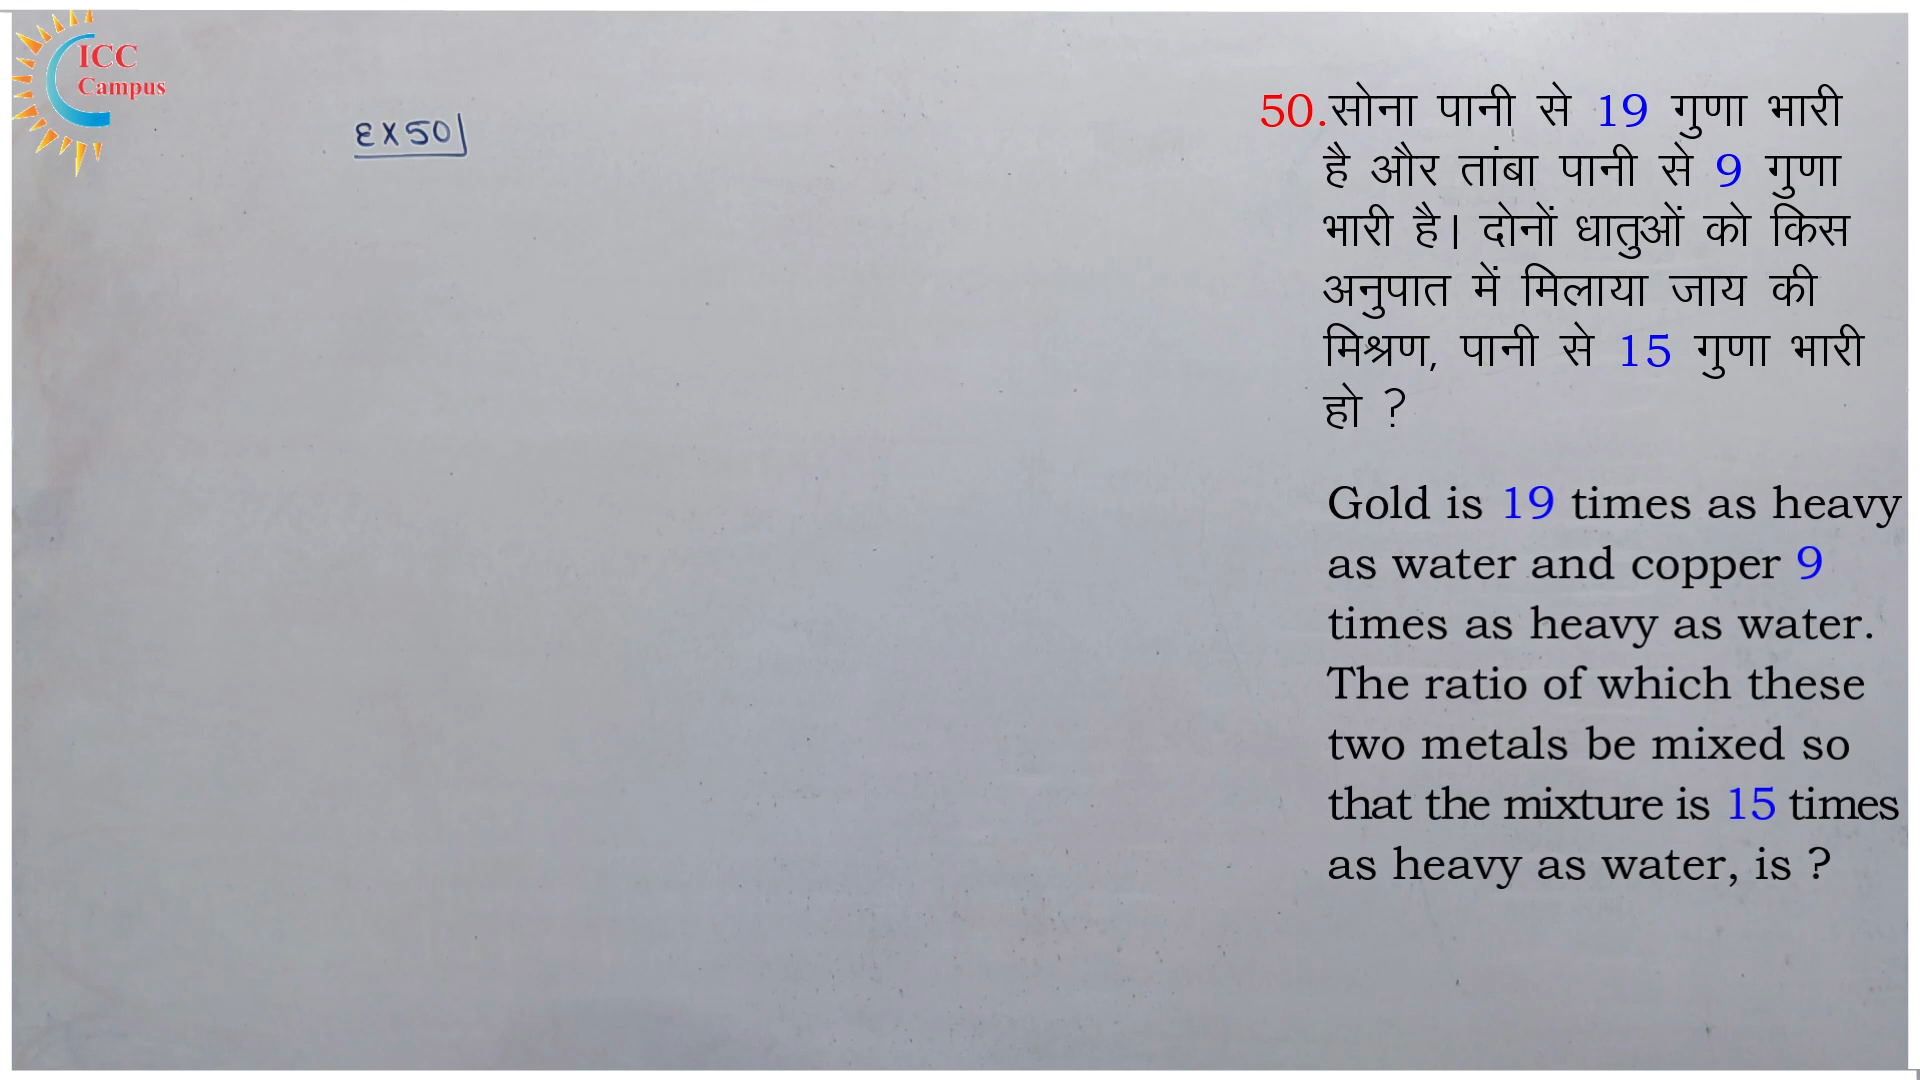 ICC
Campus
EX50
50.सोना पानी से 19 गुणा भारी
है और तांबा पानी से 9 गुणा
भारी है। दोनों धातुओं को किस
अनुपात में मिलाया जाय की
मिश्रण, पानी से 15 गुणा भारी
हो ?
Gold is 19 times as heavy
as water and copper 9
times as heavy as water.
The ratio of which these
two metals be mixed so
that the mixture is 15 times
as heavy as water, is ?